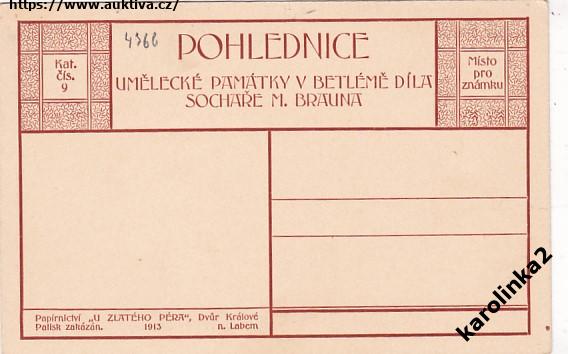 https://www.auktiva.cz/
4366
Kat.
čís.
9
POHLEDNICE
UMĚLECKÉ PAMÁTKY V BETLÉMĚ DÍLA
SOCHAŘE M. BRAUNA
Místo
pro
známku
Papírnictví „U ZLATÉHO PÉRA", Dvůr Králové
Palisk zakázán. 1913 n. Labem
karolinka2